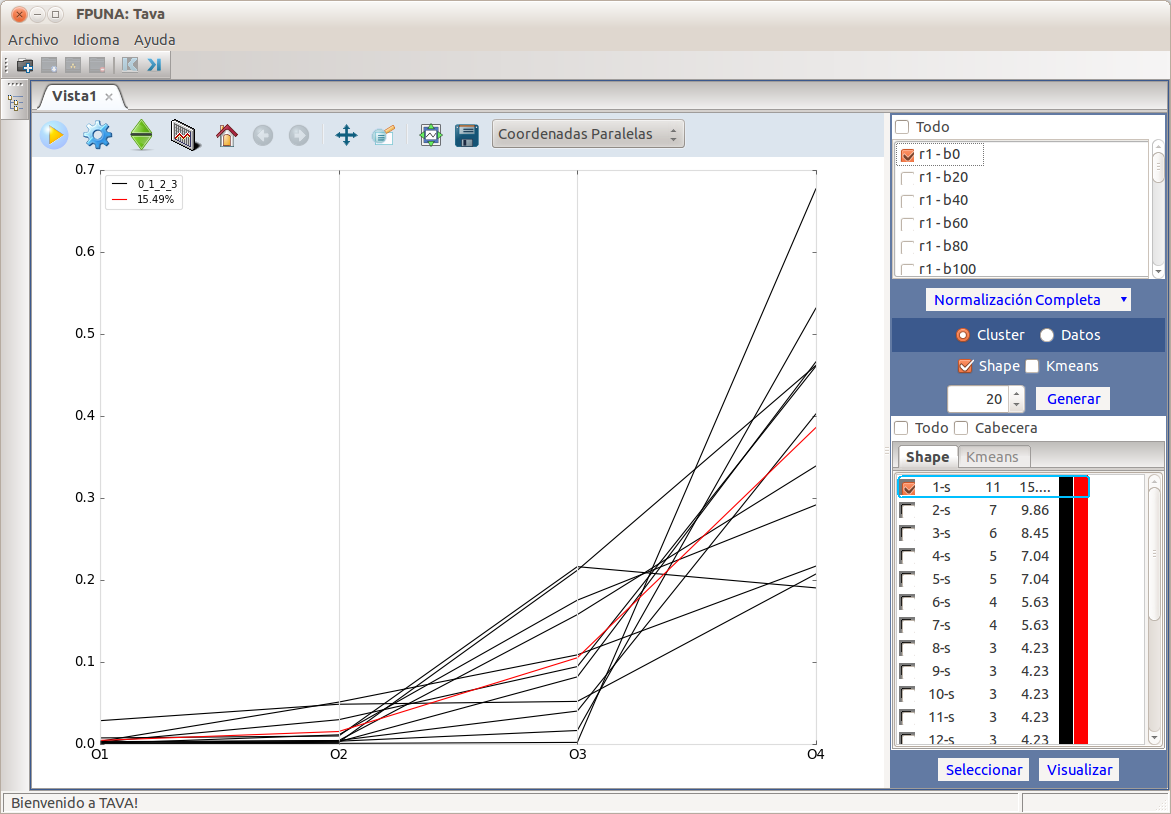 FPUNA: Tava
Archivo Idioma Ayuda
Vista1
Coordenadas Paralelas
0.7
0.6
0.5
0.4
0.3
0.2
0.1
0.0
0_1_2_3
15.49%
O1 O2 O3 O4
Todo
r1 - b0
r1 - b20
r1 - b40
r1 - b60
r1 - b80
r1 - b100
Normalización Completa
Cluster Datos
Shape Kmeans
20 Generar
Todo Cabecera
Shape Kmeans
1-s 11 15....
2-s 7 9.86
3-s 6 8.45
4-s 5 7.04
5-s 5 7.04
6-s 4 5.63
7-s 4 5.63
8-s 3 4.23
9-s 3 4.23
10-s 3 4.23
11-s 3 4.23
12-s 3 4.23
Seleccionar Visualizar
Bienvenido a TAVA!